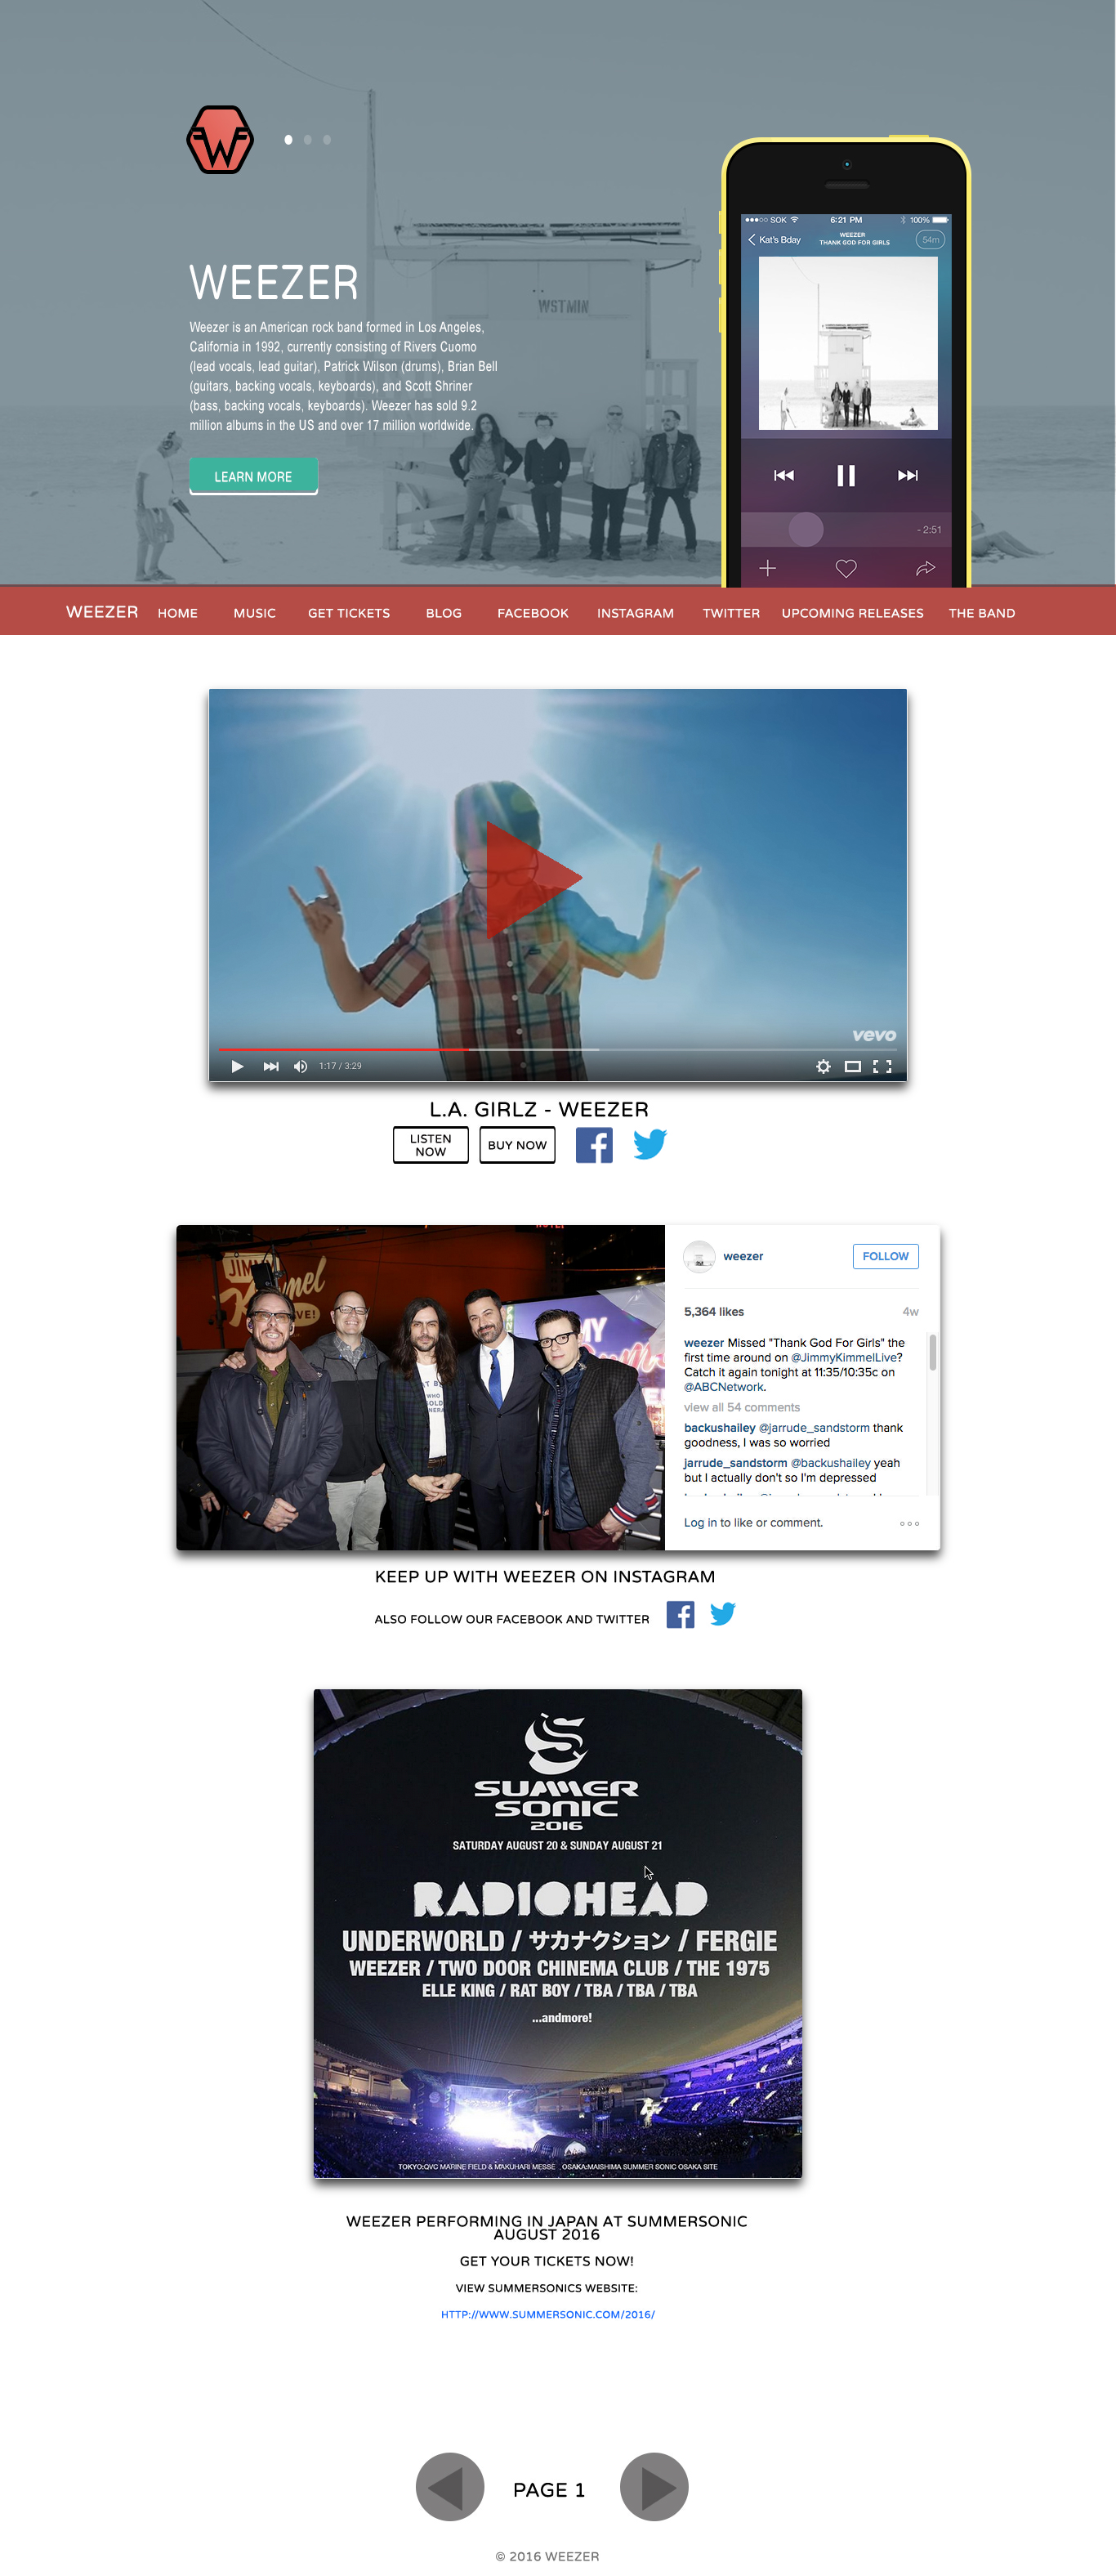 WSTMIN
WEEZER
Weezer is an American rock band formed in Los Angeles,
California in 1992, currently consisting of Rivers Cuomo
(lead vocals, lead guitar), Patrick Wilson (drums), Brian Bell
(guitars, backing vocals, keyboards), and Scott Shriner
(bass, backing vocals, keyboards). Weezer has sold 9.2
million albums in the US and over 17 million worldwide.
LEARN MORE
SOK 6:21 PM 100%
Kat's Bday
WEEZER
THANK GOD FOR GIRLS
54m
- 2:51
WEEZER HOME MUSIC GET TICKETS BLOG FACEBOOK INSTAGRAM TWITTER UPCOMING RELEASES THE BAND
vevo
1:17 / 3:29
L.A. GIRLZ - WEEZER
LISTEN
NOW
BUY NOW
JIM
Kimmel
LIVE!
weezer
FOLLOW
5,364 likes 4w
weezer Missed "Thank God For Girls" the
first time around on @JimmyKimmelLive?
Catch it again tonight at 11:35/10:35c on
@ABCNetwork.
view all 54 comments
backushailey @jarrude_sandstorm thank
goodness, I was so worried
jarrude_sandstorm @backushailey yeah
but I actually don't so I'm depressed
Log in to like or comment.
KEEP UP WITH WEEZER ON INSTAGRAM
ALSO FOLLOW OUR FACEBOOK AND TWITTER
SUMMER
SONIC
2016
SATURDAY AUGUST 20 & SUNDAY AUGUST 21
RADIOHEAD
UNDERWORLD / サカナクション / FERGIE
WEEZER / TWO DOOR CHINEMA CLUB / THE 1975
ELLE KING / RAT BOY / TBA / TBA / TBA
...andmore!
TOKYO:QVC MARINE FIELD & MAKUHARI MESSE OSAKA:MAISHIMA SUMMER SONIC OSAKA SITE
WEEZER PERFORMING IN JAPAN AT SUMMERSONIC
AUGUST 2016
GET YOUR TICKETS NOW!
VIEW SUMMERSONICS WEBSITE:
HTTP://WWW.SUMMERSONIC.COM/2016/
PAGE 1
© 2016 WEEZER